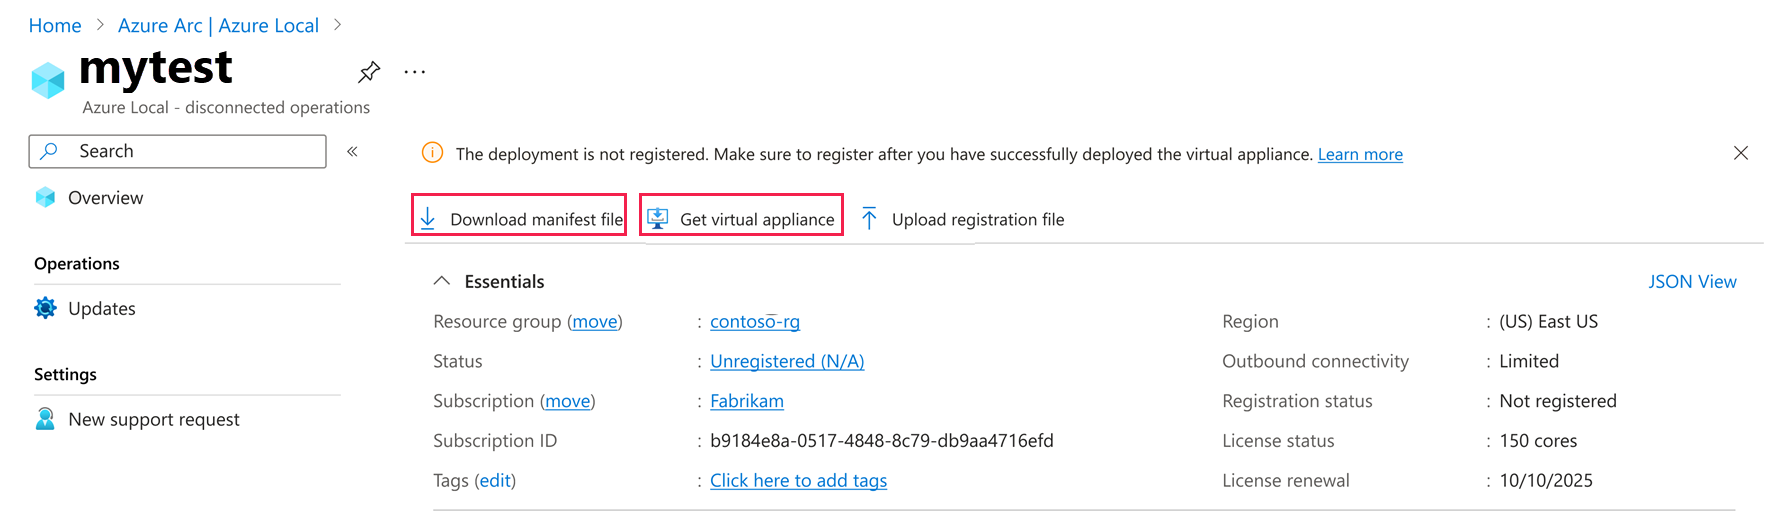 Home > Azure Arc | Azure Local >
mytest
Azure Local - disconnected operations
Search
Overview
Operations
Updates
Settings
New support request
The deployment is not registered. Make sure to register after you have successfully deployed the virtual appliance. Learn more
Download manifest file Get virtual appliance Upload registration file
Essentials JSON View
Resource group (move) : contoso-rg Region : (US) East US
Status : Unregistered (N/A) Outbound connectivity : Limited
Subscription (move) : Fabrikam Registration status : Not registered
Subscription ID : b9184e8a-0517-4848-8c79-db9aa4716efd License status : 150 cores
Tags (edit) : Click here to add tags License renewal : 10/10/2025